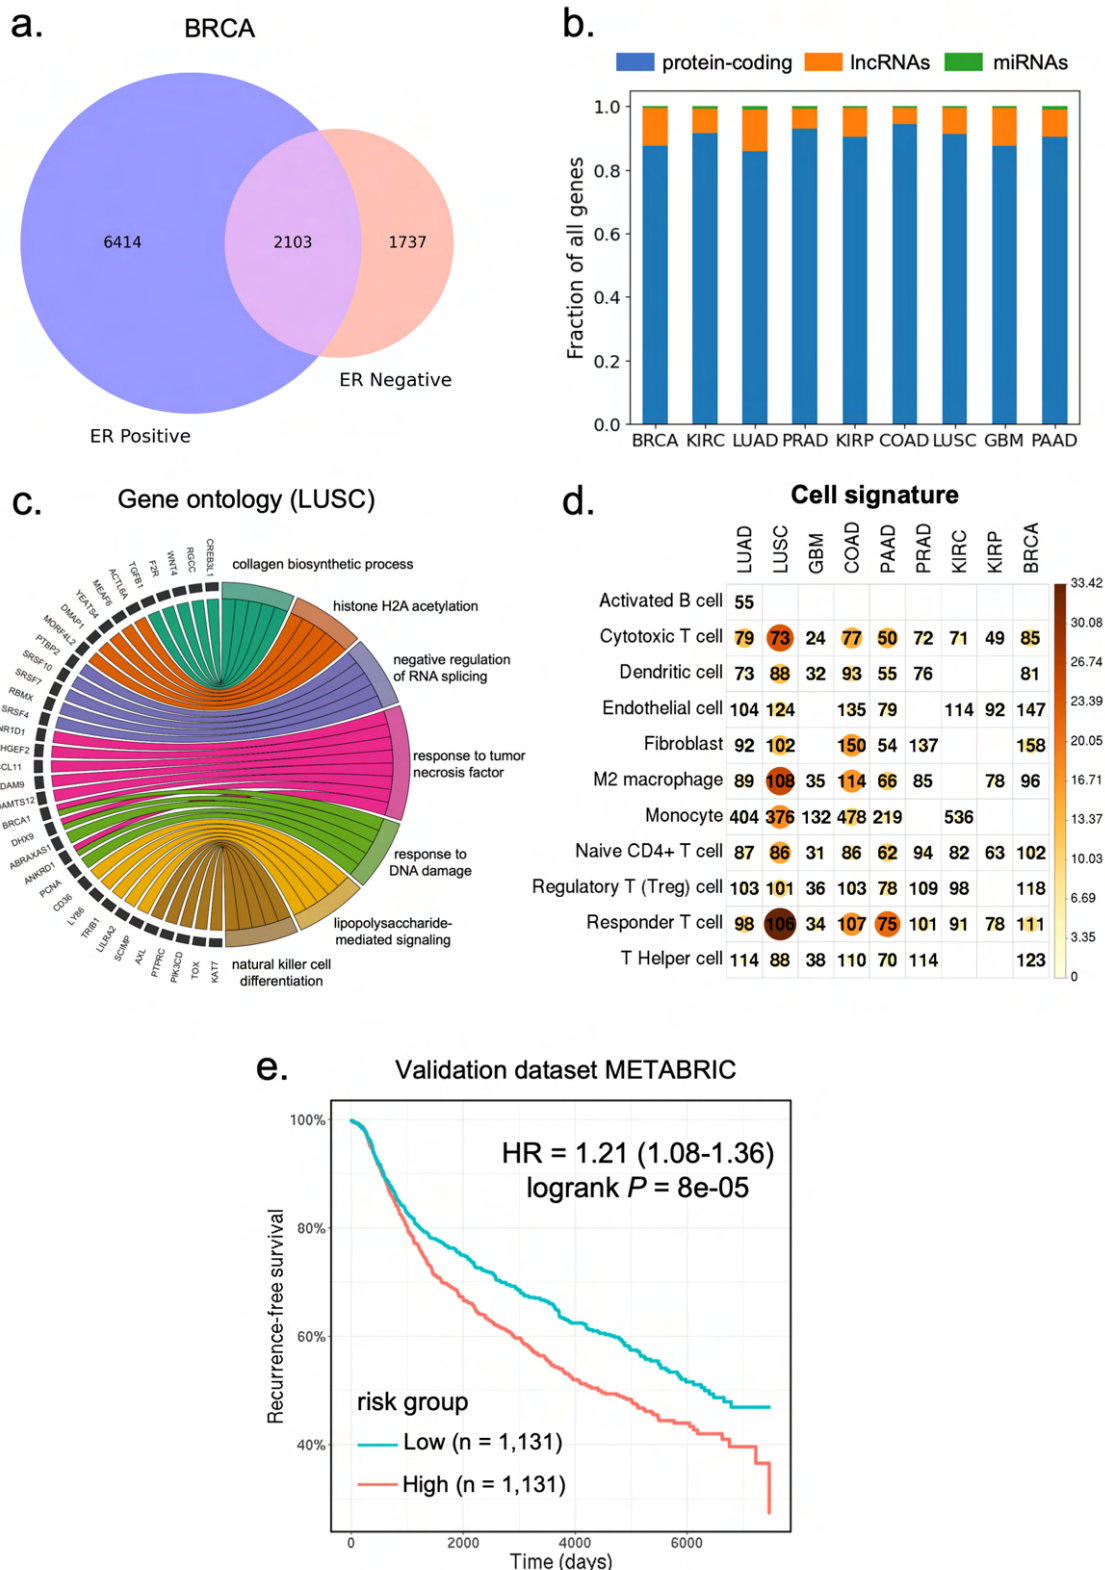 a.
BRCA
6414
2103
1737
ER Negative
ER Positive
b.
protein-coding
lncRNAs
miRNAs
Fraction of all genes
1.0
0.8
0.6
0.4
0.2
0.0
BRCA KIRC LUAD PRAD KIRP COAD LUSC GBM PAAD
c.
Gene ontology (LUSC)
CREB3L1
RGCC
WNT4
F2R
TGFB1
ACTL6A
MEAF6
YEATS4
DMAP1
MORF4L2
PTBP2
SRSF10
SRSF7
RBMX
SRSF4
NR1D1
HGEF2
CCL11
DAM9
DAMTS12
BRCA1
DHX9
ABRAXAS1
ANKRD1
PCNA
CD36
LY86
TRIB1
LILRA2
SCIMP
AXL
PTPRC
PIK3CD
TOX
KAT7
collagen biosynthetic process
histone H2A acetylation
negative regulation
of RNA splicing
response to tumor
necrosis factor
response to
DNA damage
lipopolysaccharide-
mediated signaling
natural killer cell
differentiation
d.
Cell signature
LUAD LUSC GBM COAD PAAD PRAD KIRC KIRP BRCA
Activated B cell 55
Cytotoxic T cell 79 73 24 77 50 72 71 49 85
Dendritic cell 73 88 32 93 55 76 81
Endothelial cell 104 124 135 79 114 92 147
Fibroblast 92 102 150 54 137 158
M2 macrophage 89 108 35 114 66 85 78 96
Monocyte 404 376 132 478 219 536
Naive CD4+ T cell 87 86 31 86 62 94 82 63 102
Regulatory T (Treg) cell 103 101 36 103 78 109 98 118
Responder T cell 98 106 34 107 75 101 91 78 111
T Helper cell 114 88 38 110 70 114 123
33.42
30.08
26.74
23.39
20.05
16.71
13.37
10.03
6.69
3.35
0
e.
Validation dataset METABRIC
HR = 1.21 (1.08-1.36)
logrank P = 8e-05
Recurrence-free survival
100%
80%
60%
40%
risk group
Low (n = 1,131)
High (n = 1,131)
0 2000 4000 6000
Time (days)